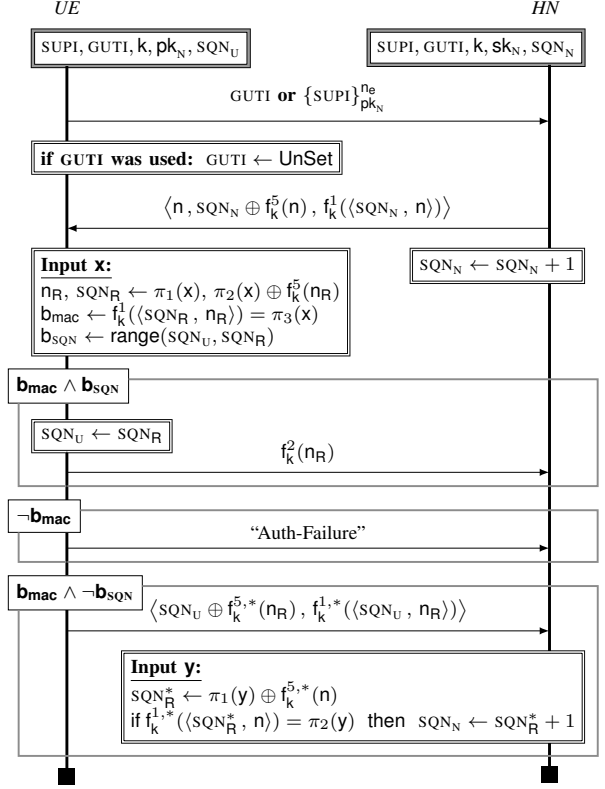 UE HN
SUPI, GUTI, k, pk_N, SQN_U SUPI, GUTI, k, sk_N, SQN_N
GUTI or {SUPI}^{n_e}_{pk_N}
if GUTI was used: GUTI ← UnSet
⟨n , SQN_N ⊕ f^5_k(n) , f^1_k(⟨SQN_N , n⟩)⟩
SQN_N ← SQN_N + 1
Input x:
n_R, SQN_R ← π_1(x), π_2(x) ⊕ f^5_k(n_R)
b_mac ← f^1_k(⟨SQN_R , n_R⟩) = π_3(x)
b_SQN ← range(SQN_U, SQN_R)
b_mac ∧ b_SQN
SQN_U ← SQN_R
f^2_k(n_R)
¬b_mac
“Auth-Failure”
b_mac ∧ ¬b_SQN
⟨SQN_U ⊕ f^{5,*}_k(n_R) , f^{1,*}_k(⟨SQN_U , n_R⟩)⟩
Input y:
SQN^*_R ← π_1(y) ⊕ f^{5,*}_k(n)
if f^{1,*}_k(⟨SQN^*_R , n⟩) = π_2(y) then SQN_N ← SQN^*_R + 1